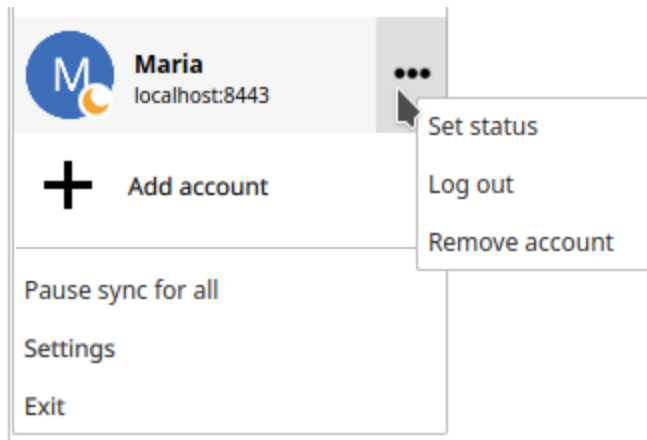 M
Maria
localhost:8443
Set status
Log out
Remove account
Add account
Pause sync for all
Settings
Exit